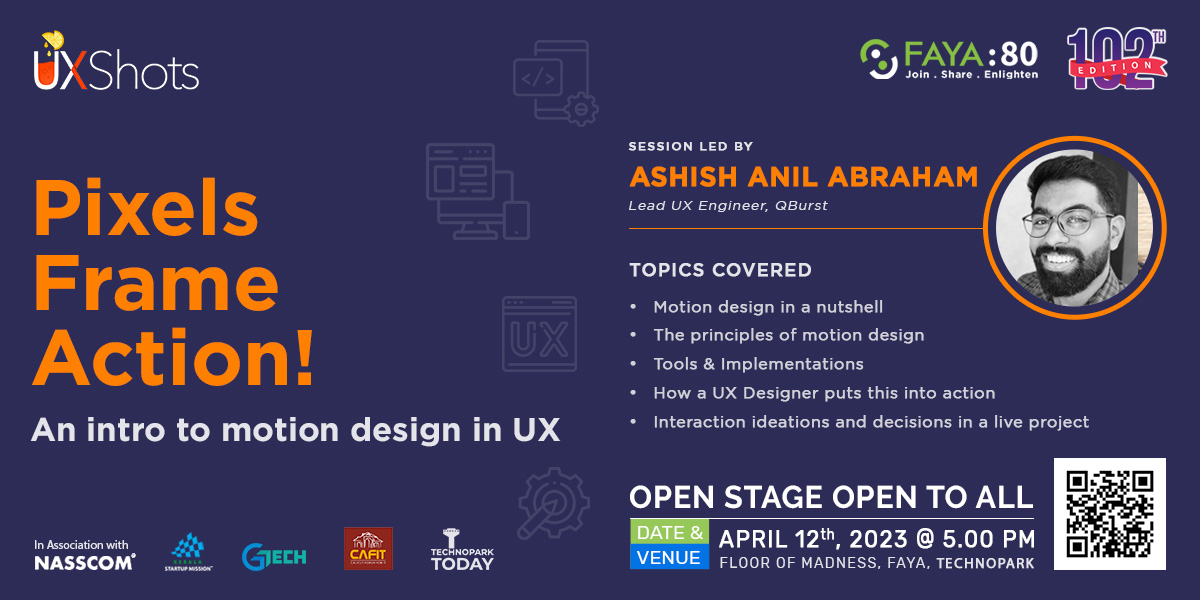 UXShots
FAYA:80
Join . Share . Enlighten
102TH
EDITION
</>
Pixels
Frame
Action!
An intro to motion design in UX
UX
SESSION LED BY
ASHISH ANIL ABRAHAM
Lead UX Engineer, QBurst
TOPICS COVERED
• Motion design in a nutshell
• The principles of motion design
• Tools & Implementations
• How a UX Designer puts this into action
• Interaction ideations and decisions in a live project
OPEN STAGE OPEN TO ALL
DATE &
VENUE
APRIL 12th, 2023 @ 5.00 PM
FLOOR OF MADNESS, FAYA, TECHNOPARK
In Association with
NASSCOM®
KERALA
STARTUP MISSION
GTECH
CAFIT
TECHNOPARK
TODAY